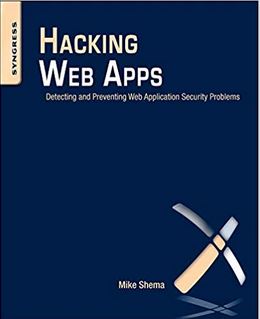 SYNGRESS
HACKING
WEB APPS
Detecting and Preventing Web Application Security Problems
Mike Shema